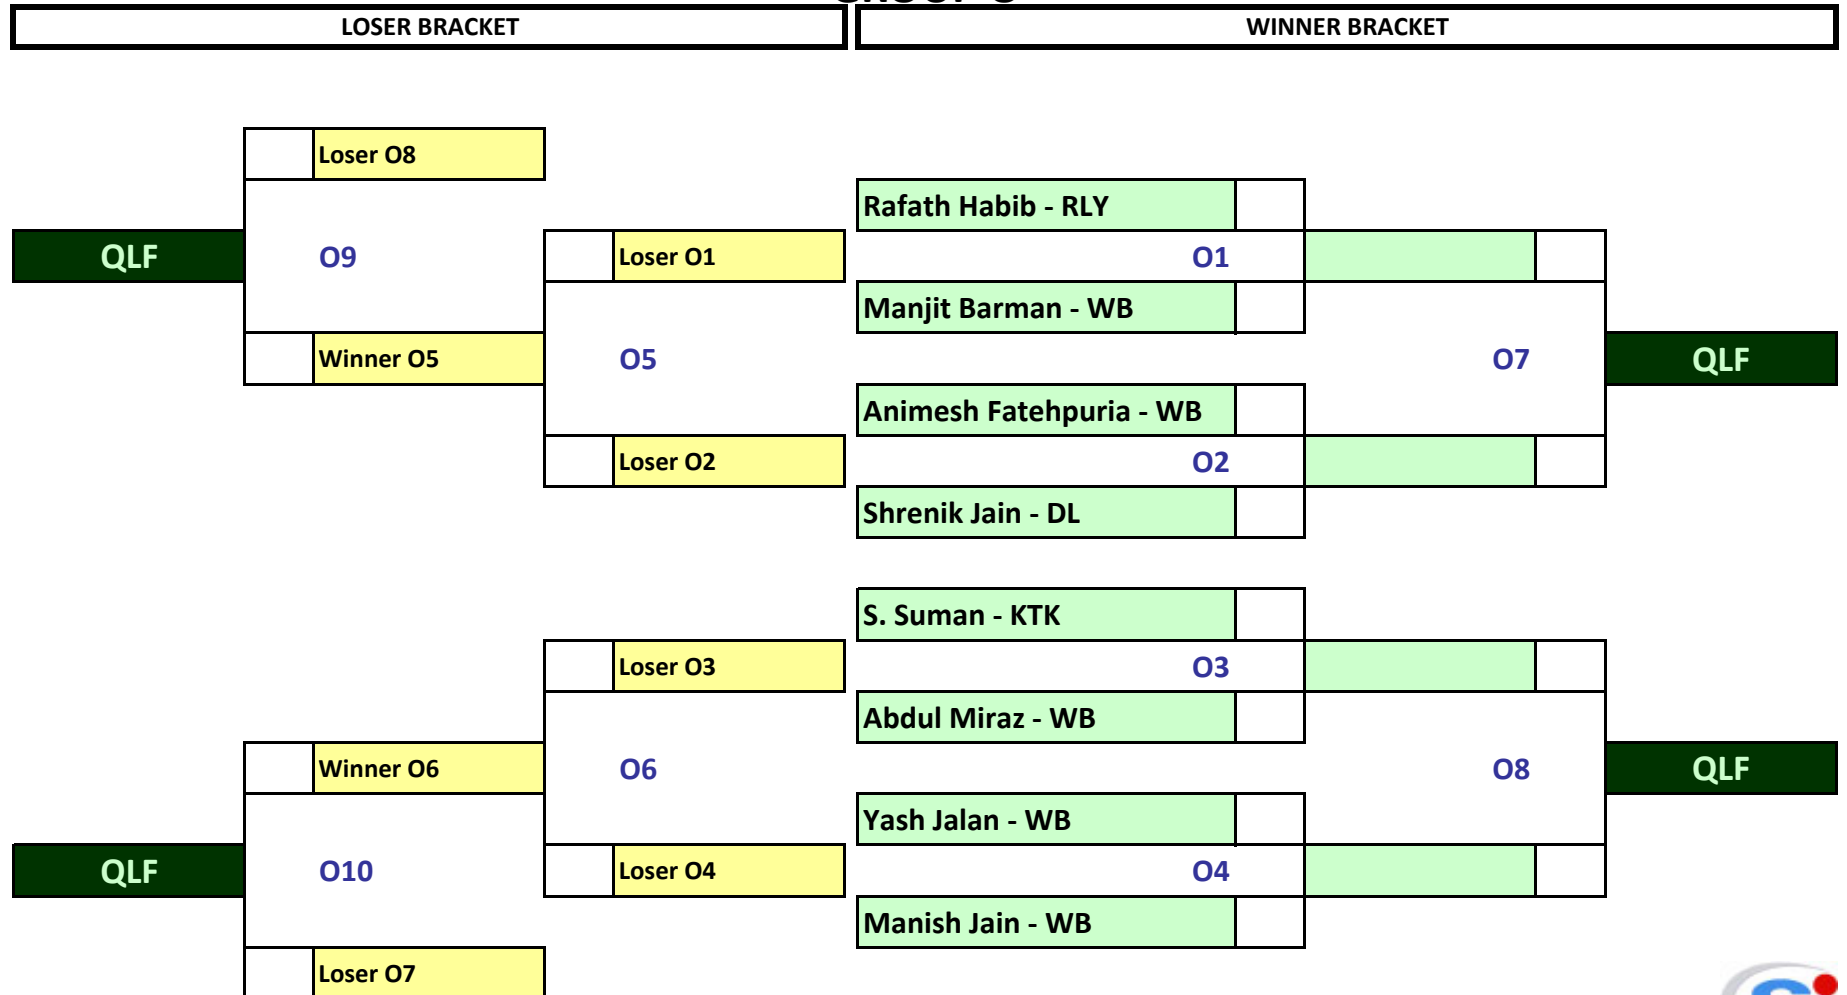 LOSER BRACKET
WINNER BRACKET
Loser O8
Rafath Habib - RLY
QLF
O9
Loser O1
O1
Manjit Barman - WB
Winner O5
O5
O7
QLF
Animesh Fatehpuria - WB
Loser O2
O2
Shrenik Jain - DL
S. Suman - KTK
Loser O3
O3
Abdul Miraz - WB
Winner O6
O6
O8
QLF
Yash Jalan - WB
QLF
O10
Loser O4
O4
Manish Jain - WB
Loser O7